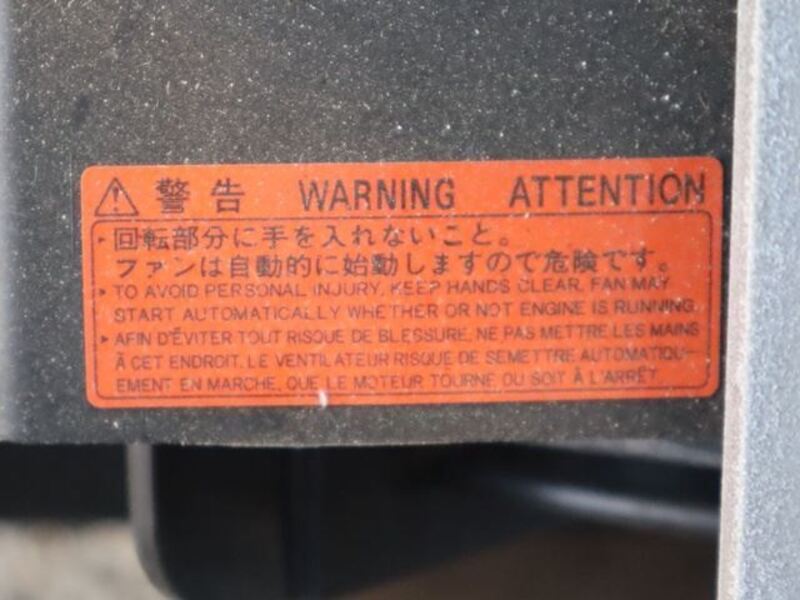 ⚠ 警告 WARNING ATTENTION
▸ 回転部分に手を入れないこと。
ファンは自動的に始動しますので危険です。
▸ TO AVOID PERSONAL INJURY, KEEP HANDS CLEAR. FAN MAY
START AUTOMATICALLY WHETHER OR NOT ENGINE IS RUNNING.
▸ AFIN D'ÉVITER TOUT RISQUE DE BLESSURE, NE PAS METTRE LES MAINS
À CET ENDROIT. LE VENTILATEUR RISQUE DE SEMETTRE AUTOMATIQU-
EMENT EN MARCHE, QUE LE MOTEUR TOURNE OU SOIT À L'ARRÊT.